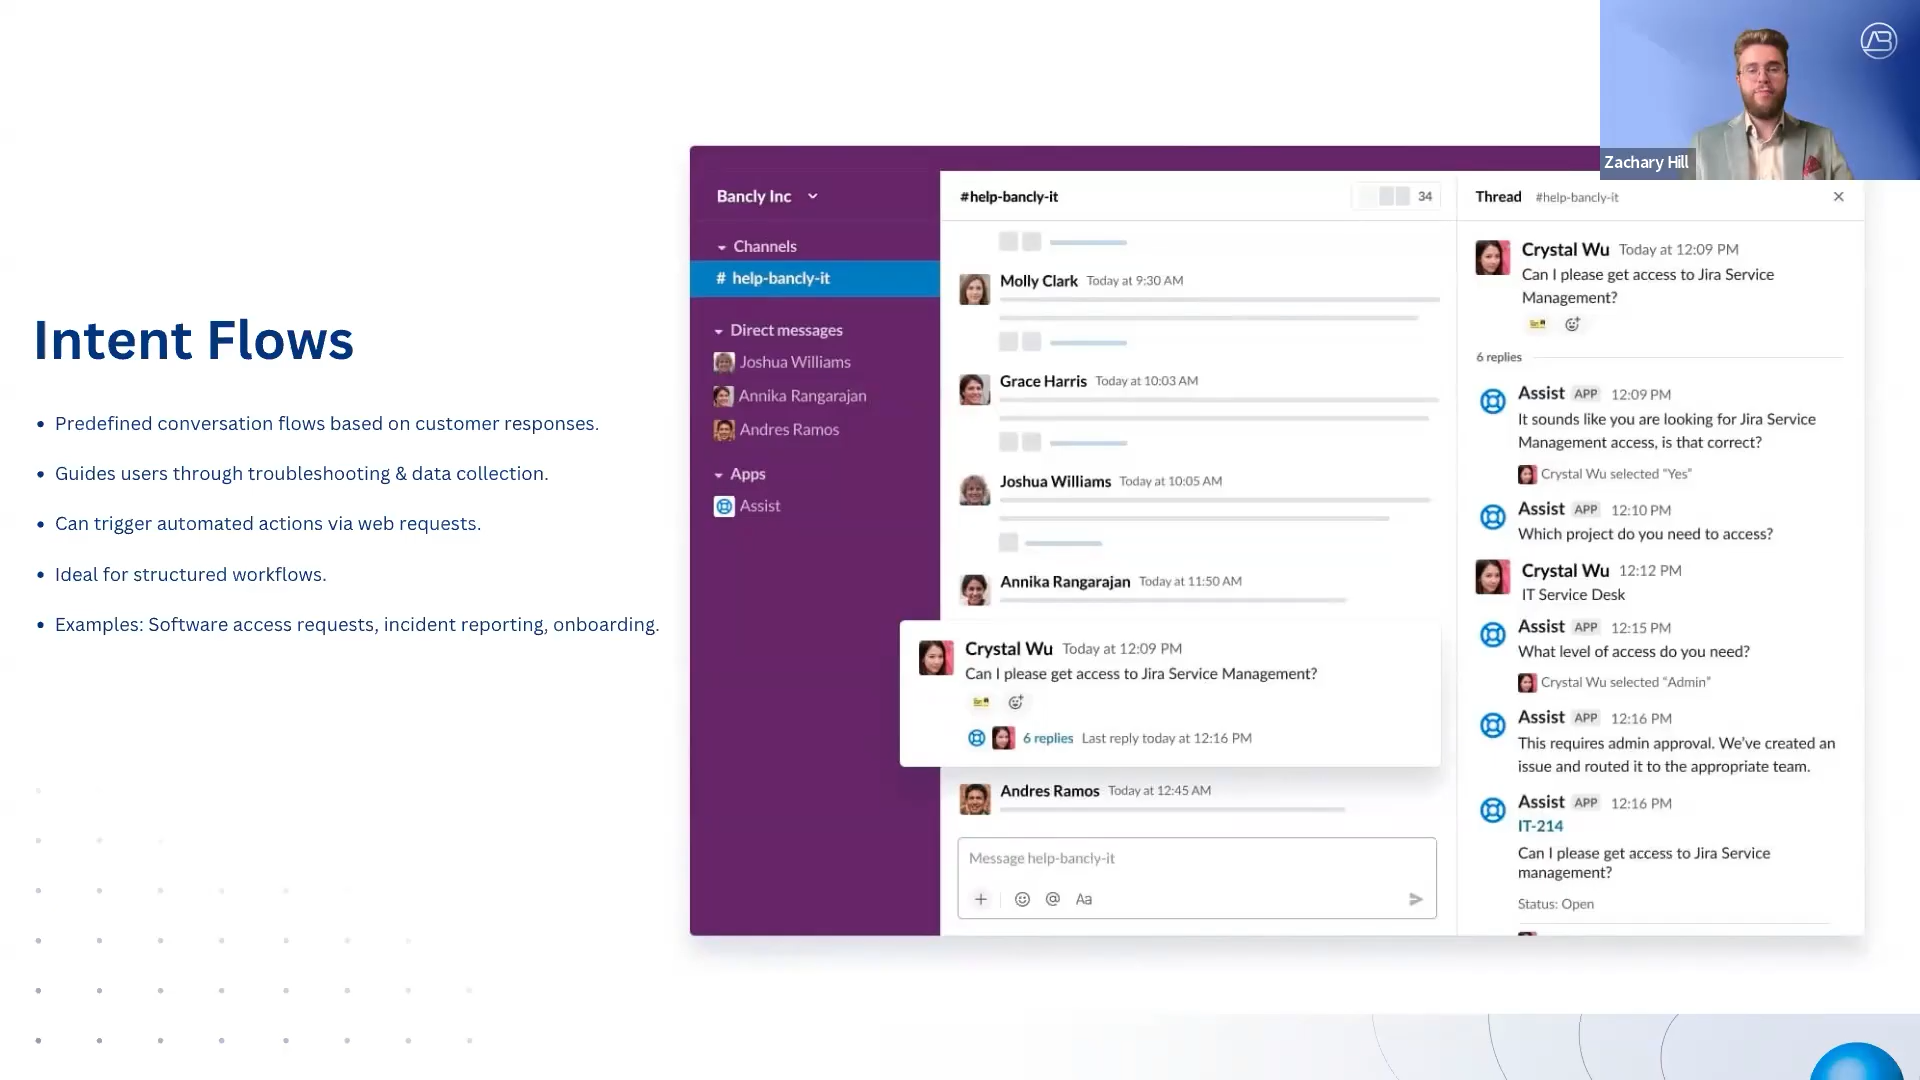 Zachary Hill
Intent Flows
• Predefined conversation flows based on customer responses.
• Guides users through troubleshooting & data collection.
• Can trigger automated actions via web requests.
• Ideal for structured workflows.
• Examples: Software access requests, incident reporting, onboarding.
Bancly Inc
Channels
# help-bancly-it
Direct messages
Joshua Williams
Annika Rangarajan
Andres Ramos
Apps
Assist
#help-bancly-it
34
Molly Clark Today at 9:30 AM
Grace Harris Today at 10:03 AM
Joshua Williams Today at 10:05 AM
Annika Rangarajan Today at 11:50 AM
Crystal Wu Today at 12:09 PM
Can I please get access to Jira Service Management?
6 replies Last reply today at 12:16 PM
Andres Ramos Today at 12:45 AM
Message help-bancly-it
Aa
Thread #help-bancly-it
Crystal Wu Today at 12:09 PM
Can I please get access to Jira Service
Management?
6 replies
Assist APP 12:09 PM
It sounds like you are looking for Jira Service
Management access, is that correct?
Crystal Wu selected “Yes”
Assist APP 12:10 PM
Which project do you need to access?
Crystal Wu 12:12 PM
IT Service Desk
Assist APP 12:15 PM
What level of access do you need?
Crystal Wu selected “Admin”
Assist APP 12:16 PM
This requires admin approval. We’ve created an
issue and routed it to the appropriate team.
Assist APP 12:16 PM
IT-214
Can I please get access to Jira Service
management?
Status: Open